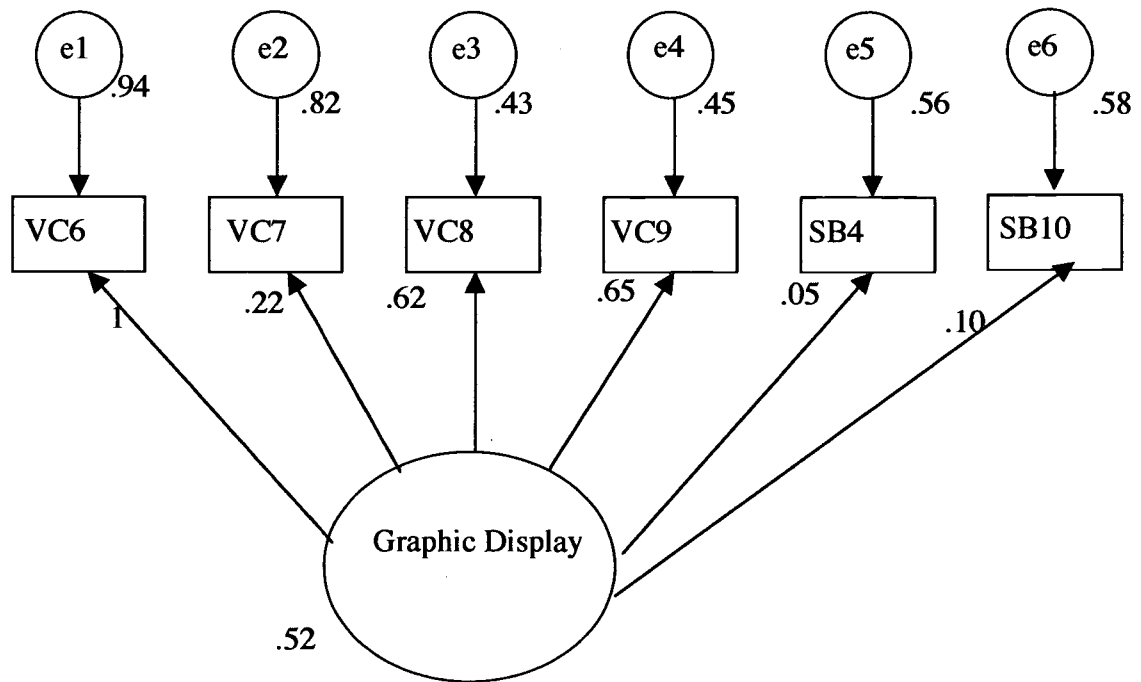 e1 e2 e3 e4 e5 e6
.94 .82 .43 .45 .56 .58
VC6 VC7 VC8 VC9 SB4 SB10
1 .22 .62 .65 .05 .10
Graphic Display
.52